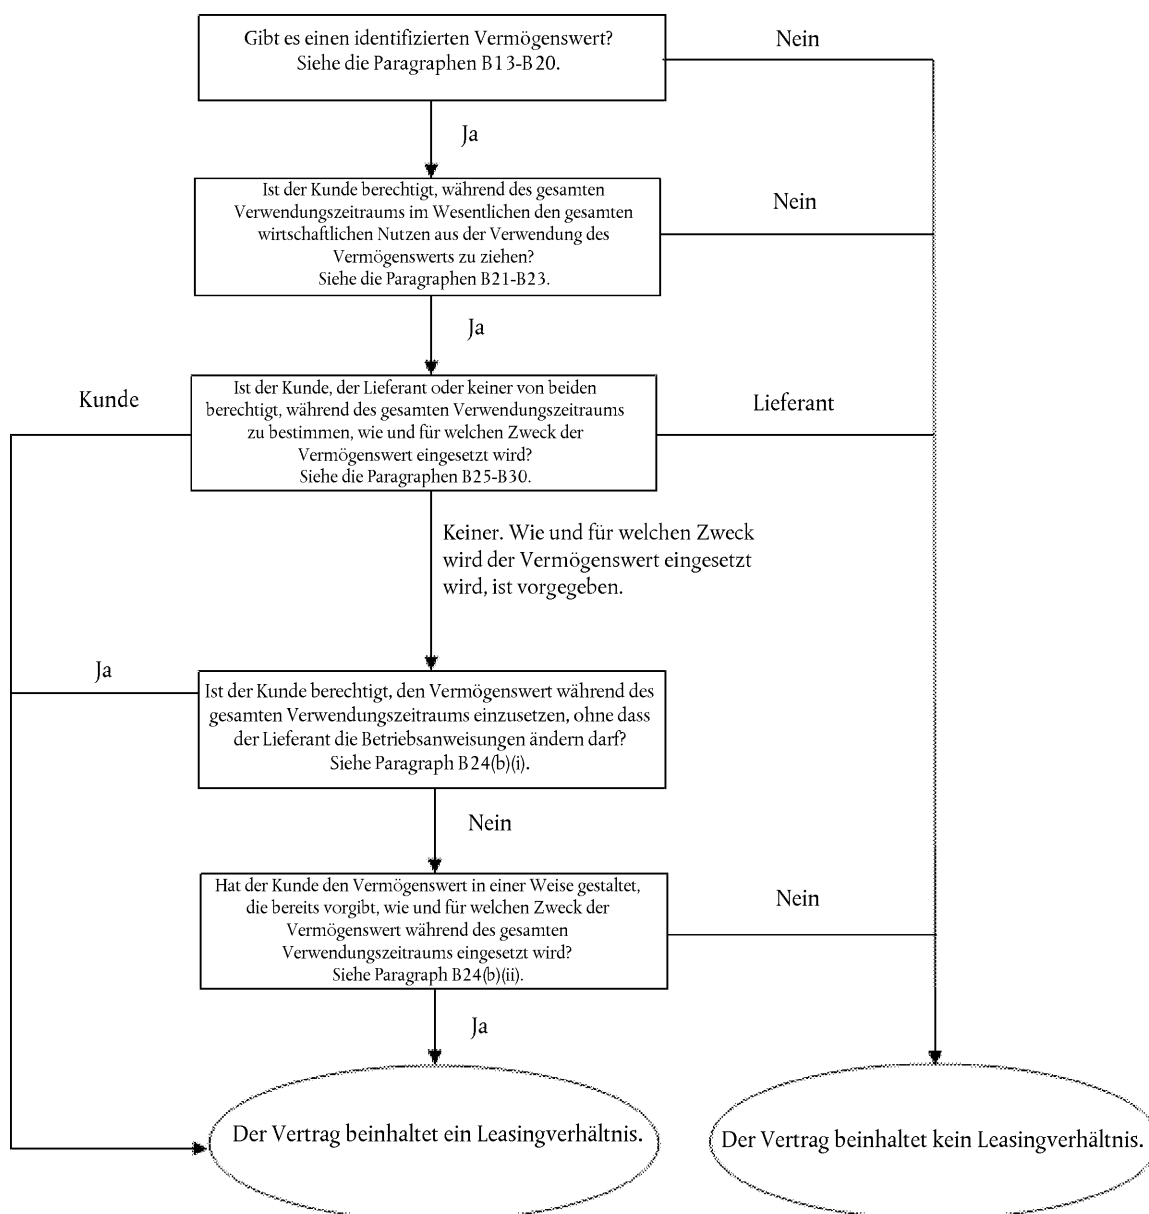 Gibt es einen identifizierten Vermögenswert?
Siehe die Paragraphen B13-B20.
Nein
Ja
Ist der Kunde berechtigt, während des gesamten
Verwendungszeitraums im Wesentlichen den gesamten
wirtschaftlichen Nutzen aus der Verwendung des
Vermögenswerts zu ziehen?
Siehe die Paragraphen B21-B23.
Nein
Ja
Kunde
Ist der Kunde, der Lieferant oder keiner von beiden
berechtigt, während des gesamten Verwendungszeitraums
zu bestimmen, wie und für welchen Zweck der
Vermögenswert eingesetzt wird?
Siehe die Paragraphen B25-B30.
Lieferant
Keiner. Wie und für welchen Zweck
wird der Vermögenswert eingesetzt
wird, ist vorgegeben.
Ja
Ist der Kunde berechtigt, den Vermögenswert während des
gesamten Verwendungszeitraums einzusetzen, ohne dass
der Lieferant die Betriebsanweisungen ändern darf?
Siehe Paragraph B24(b)(i).
Nein
Hat der Kunde den Vermögenswert in einer Weise gestaltet,
die bereits vorgibt, wie und für welchen Zweck der
Vermögenswert während des gesamten
Verwendungszeitraums eingesetzt wird?
Siehe Paragraph B24(b)(ii).
Nein
Ja
Der Vertrag beinhaltet ein Leasingverhältnis.
Der Vertrag beinhaltet kein Leasingverhältnis.